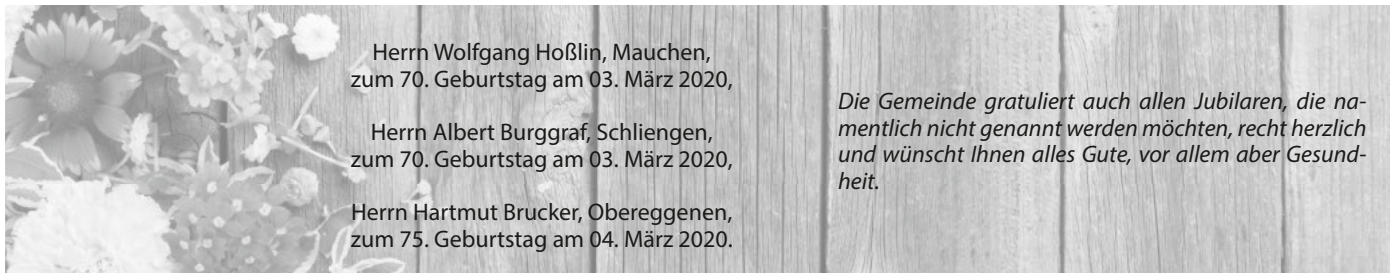 Herrn Wolfgang Hoßlin, Mauchen,
zum 70. Geburtstag am 03. März 2020,
Herrn Albert Burggraf, Schliengen,
zum 70. Geburtstag am 03. März 2020,
Herrn Hartmut Brucker, Obereggenen,
zum 75. Geburtstag am 04. März 2020.
Die Gemeinde gratuliert auch allen Jubilaren, die na-
mentlich nicht genannt werden möchten, recht herzlich
und wünscht Ihnen alles Gute, vor allem aber Gesund-
heit.